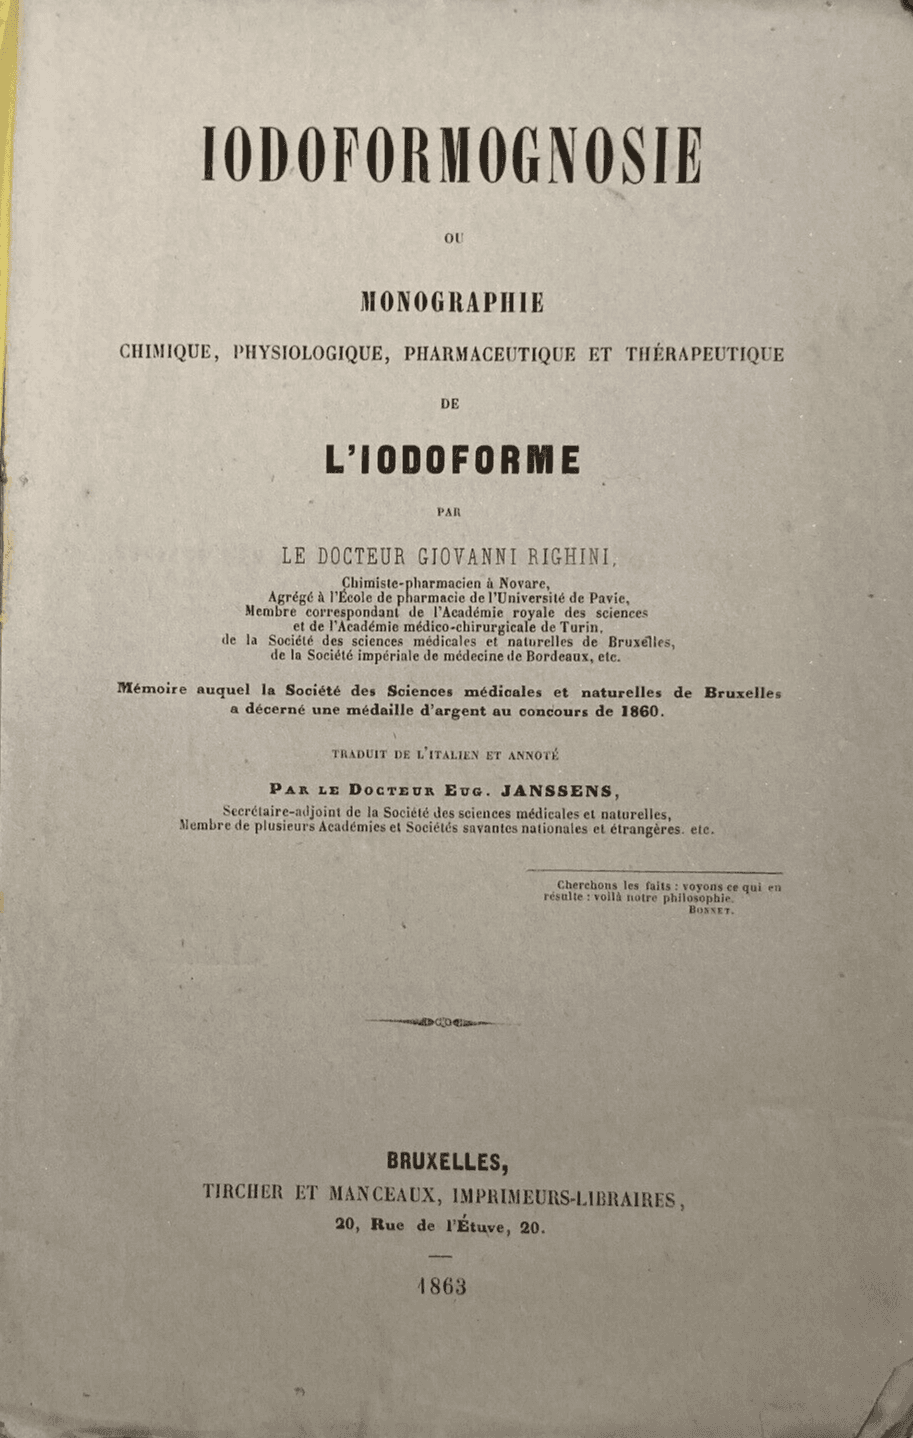 IODOFORMOGNOSIE
OU
MONOGRAPHIE
CHIMIQUE, PHYSIOLOGIQUE, PHARMACEUTIQUE ET THÉRAPEUTIQUE
DE
L'IODOFORME
PAR
LE DOCTEUR GIOVANNI RIGHINI,
Chimiste-pharmacien à Novare,
Agrégé à l'École de pharmacie de l'Université de Pavie,
Membre correspondant de l'Académie royale des sciences
et de l'Académie médico-chirurgicale de Turin,
de la Société des sciences médicales et naturelles de Bruxelles,
de la Société impériale de médecine de Bordeaux, etc.
Mémoire auquel la Société des Sciences médicales et naturelles de Bruxelles
a décerné une médaille d'argent au concours de 1860.
TRADUIT DE L'ITALIEN ET ANNOTÉ
PAR LE DOCTEUR EUG. JANSSENS,
Secrétaire-adjoint de la Société des sciences médicales et naturelles,
Membre de plusieurs Académies et Sociétés savantes nationales et étrangères. etc.
Cherchons les faits : voyons ce qui en
résulte : voilà notre philosophie.
BONNET.
BRUXELLES,
TIRCHER ET MANCEAUX, IMPRIMEURS-LIBRAIRES,
20, Rue de l'Étuve, 20.
1863